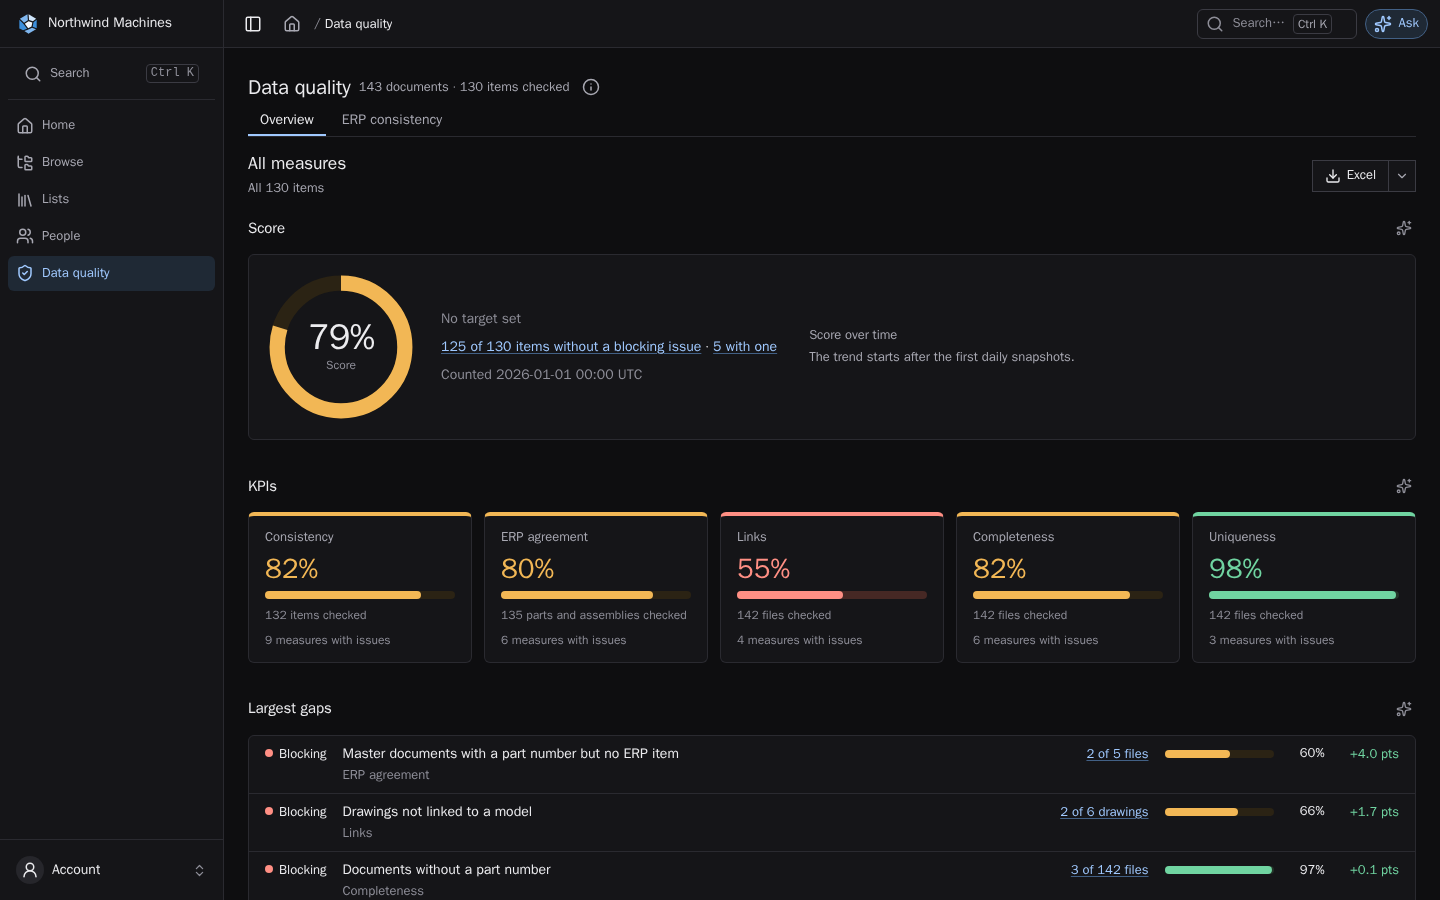 Northwind Machines
/ Data quality
Search···
Ctrl K
Ask
Search
Ctrl K
Home
Browse
Lists
People
Data quality
Account
Data quality
143 documents · 130 items checked
Overview
ERP consistency
All measures
All 130 items
Excel
Score
79%
Score
No target set
125 of 130 items without a blocking issue · 5 with one
Counted 2026-01-01 00:00 UTC
Score over time
The trend starts after the first daily snapshots.
KPIs
Consistency
82%
132 items checked
9 measures with issues
ERP agreement
80%
135 parts and assemblies checked
6 measures with issues
Links
55%
142 files checked
4 measures with issues
Completeness
82%
142 files checked
6 measures with issues
Uniqueness
98%
142 files checked
3 measures with issues
Largest gaps
Blocking
Master documents with a part number but no ERP item
ERP agreement
2 of 5 files
60%
+4.0 pts
Blocking
Drawings not linked to a model
Links
2 of 6 drawings
66%
+1.7 pts
Blocking
Documents without a part number
Completeness
3 of 142 files
97%
+0.1 pts